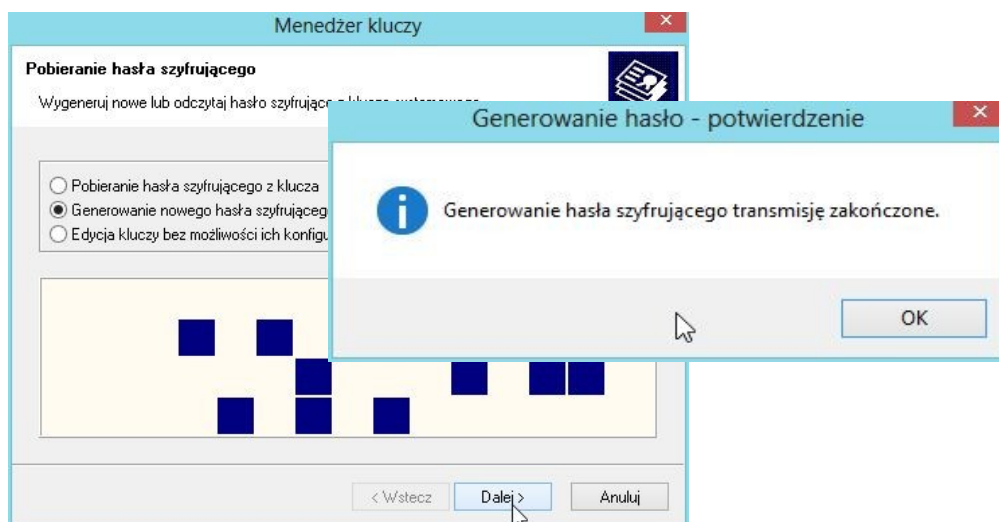 Menedżer kluczy
Pobieranie hasła szyfrującego
Wygeneruj nowe lub odczytaj hasło szyfrujące z
Generowanie hasło - potwierdzenie
Pobieranie hasła szyfrującego z klucza
Generowanie nowego hasła szyfrująceg
Edycja kluczy bez możliwości ich konfigu
Generowanie hasła szyfrującego transmisję zakończone.
OK
< Wstecz
Dalej >
Anuluj